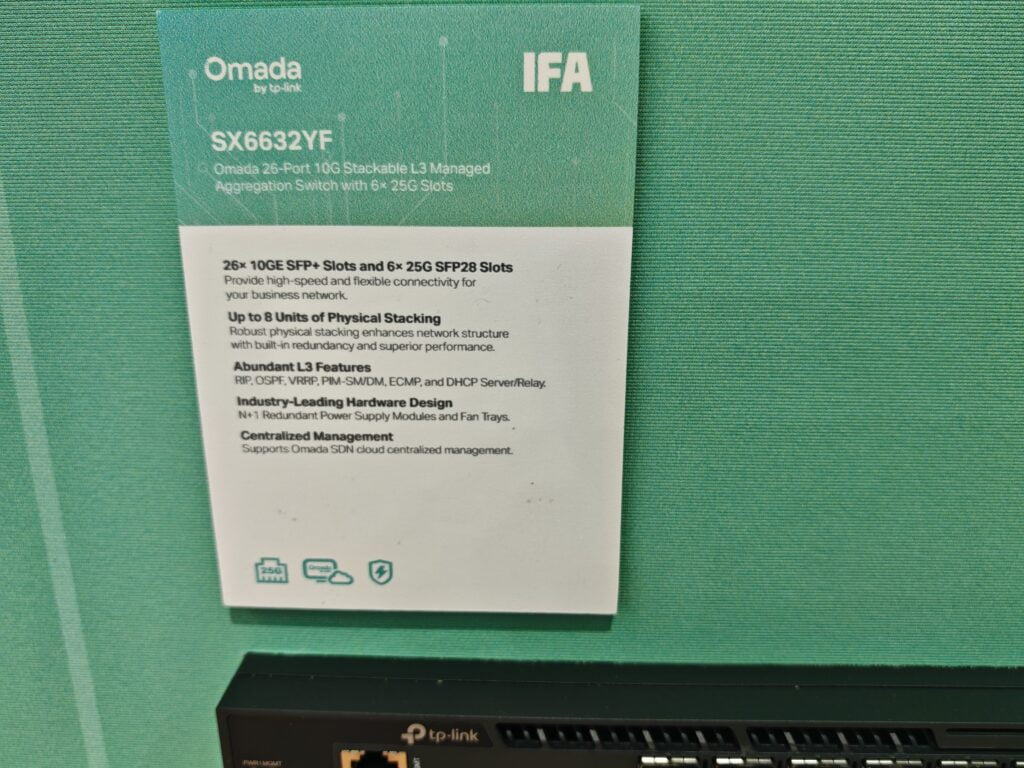 Omada
by tp-link
IFA
SX6632YF
Omada 26-Port 10G Stackable L3 Managed
Aggregation Switch with 6× 25G Slots
26× 10GE SFP+ Slots and 6× 25G SFP28 Slots
Provide high-speed and flexible connectivity for
your business network.
Up to 8 Units of Physical Stacking
Robust physical stacking enhances network structure
with built-in redundancy and superior performance.
Abundant L3 Features
RIP, OSPF, VRRP, PIM-SM/DM, ECMP, and DHCP Server/Relay.
Industry-Leading Hardware Design
N+1 Redundant Power Supply Modules and Fan Trays.
Centralized Management
Supports Omada SDN cloud centralized management.
25G
Omada
tp-link
PWR MGMT